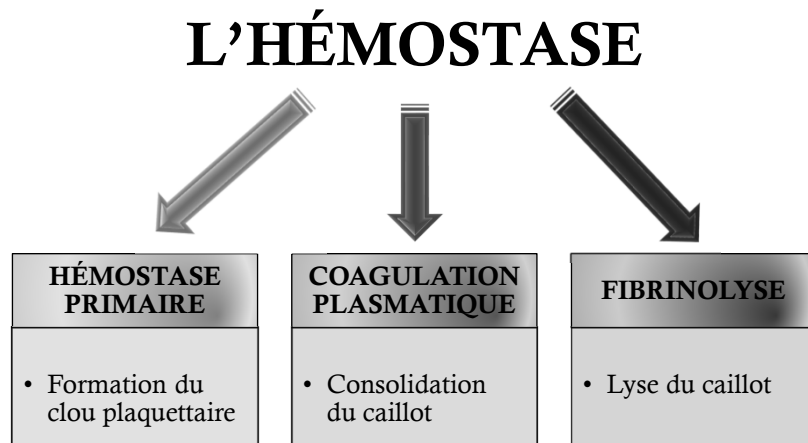 L'HÉMOSTASE
HÉMOSTASE
PRIMAIRE
• Formation du
clou plaquettaire
COAGULATION
PLASMATIQUE
• Consolidation
du caillot
FIBRINOLYSE
• Lyse du caillot